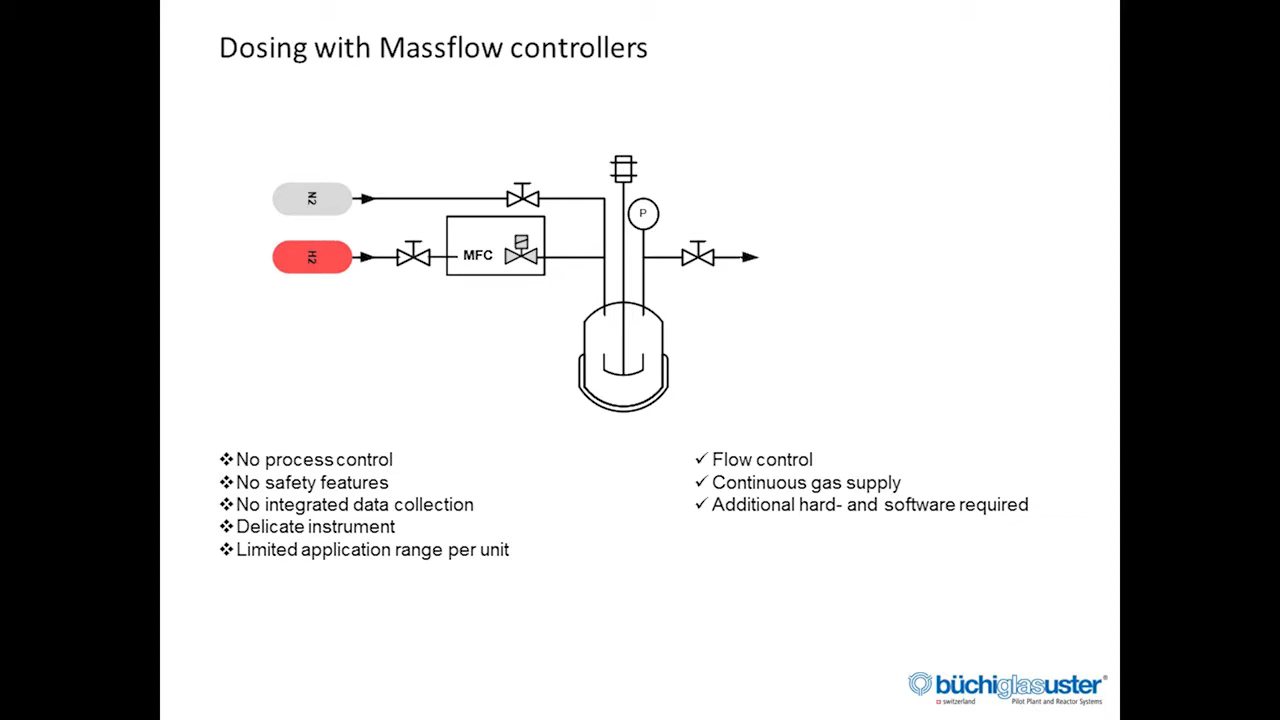 Dosing with Massflow controllers
N2
P
H2
MFC
No process control
No safety features
No integrated data collection
Delicate instrument
Limited application range per unit
Flow control
Continuous gas supply
Additional hard- and software required
büchiglasuster®
switzerland Pilot Plant and Reactor Systems